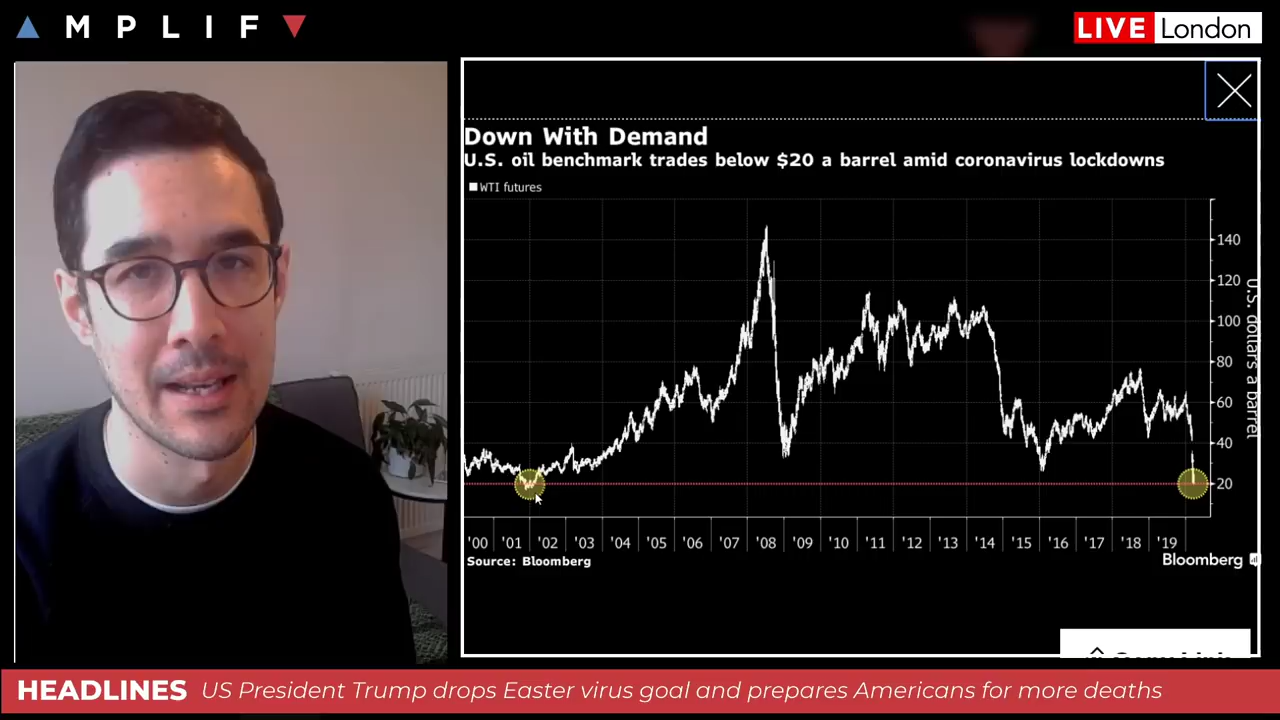 ▲ M P L I F ▼
LIVE London
Down With Demand
U.S. oil benchmark trades below $20 a barrel amid coronavirus lockdowns
WTI futures
140
120
100
80
60
40
20
U.S. dollars a barrel
'00 '01 '02 '03 '04 '05 '06 '07 '08 '09 '10 '11 '12 '13 '14 '15 '16 '17 '18 '19
Source: Bloomberg
Bloomberg
HEADLINES US President Trump drops Easter virus goal and prepares Americans for more deaths